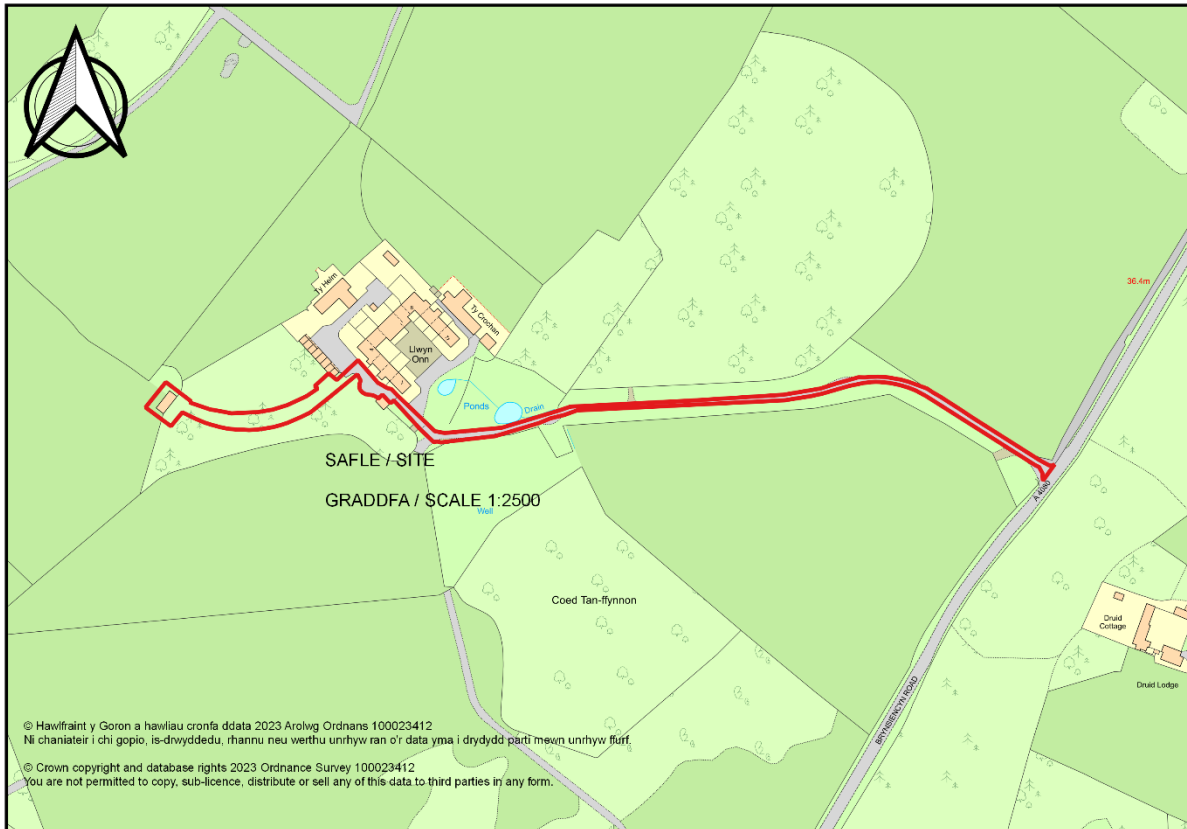 36.4m
Ty Helm
Ty Crochan
Llwyn
Onn
Ponds
Drain
SAFLE / SITE
A 4080
GRADDFA / SCALE 1:2500
Well
Coed Tan-ffynnon
Druid
Cottage
Druid Lodge
BRYNSIENCYN ROAD
© Hawlfraint y Goron a hawliau cronfa ddata 2023 Arolwg Ordnans 100023412
Ni chaniateir i chi gopio, is-drwyddedu, rhannu neu werthu unrhyw ran o'r data yma i drydydd parti mewn unrhyw ffurf.
© Crown copyright and database rights 2023 Ordnance Survey 100023412
You are not permitted to copy, sub-licence, distribute or sell any of this data to third parties in any form.